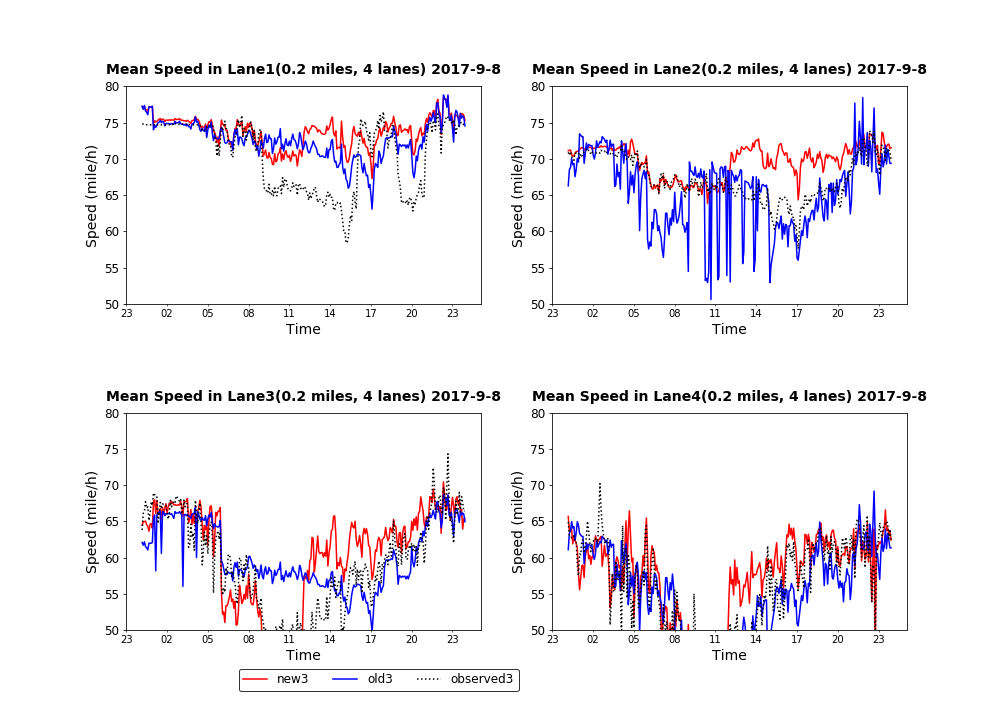 Mean Speed in Lane1(0.2 miles, 4 lanes) 2017-9-8
80
75
70
65
60
55
50
Speed (mile/h)
23 02 05 08 11 14 17 20 23
Time
Mean Speed in Lane2(0.2 miles, 4 lanes) 2017-9-8
80
75
70
65
60
55
50
Speed (mile/h)
23 02 05 08 11 14 17 20 23
Time
Mean Speed in Lane3(0.2 miles, 4 lanes) 2017-9-8
80
75
70
65
60
55
50
Speed (mile/h)
23 02 05 08 11 14 17 20 23
Time
Mean Speed in Lane4(0.2 miles, 4 lanes) 2017-9-8
80
75
70
65
60
55
50
Speed (mile/h)
23 02 05 08 11 14 17 20 23
Time
new3 old3 observed3